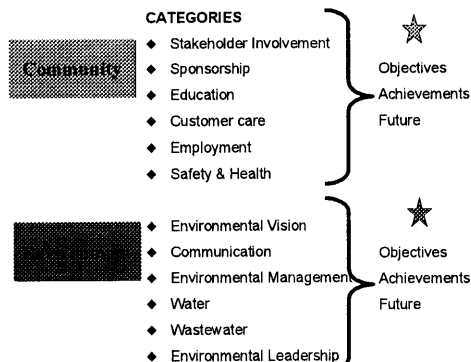 CATEGORIES
Community
◆ Stakeholder Involvement
◆ Sponsorship
◆ Education
◆ Customer care
◆ Employment
◆ Safety & Health
Objectives
Achievements
Future
◆ Environmental Vision
◆ Communication
◆ Environmental Management
◆ Water
◆ Wastewater
◆ Environmental Leadership
Objectives
Achievements
Future